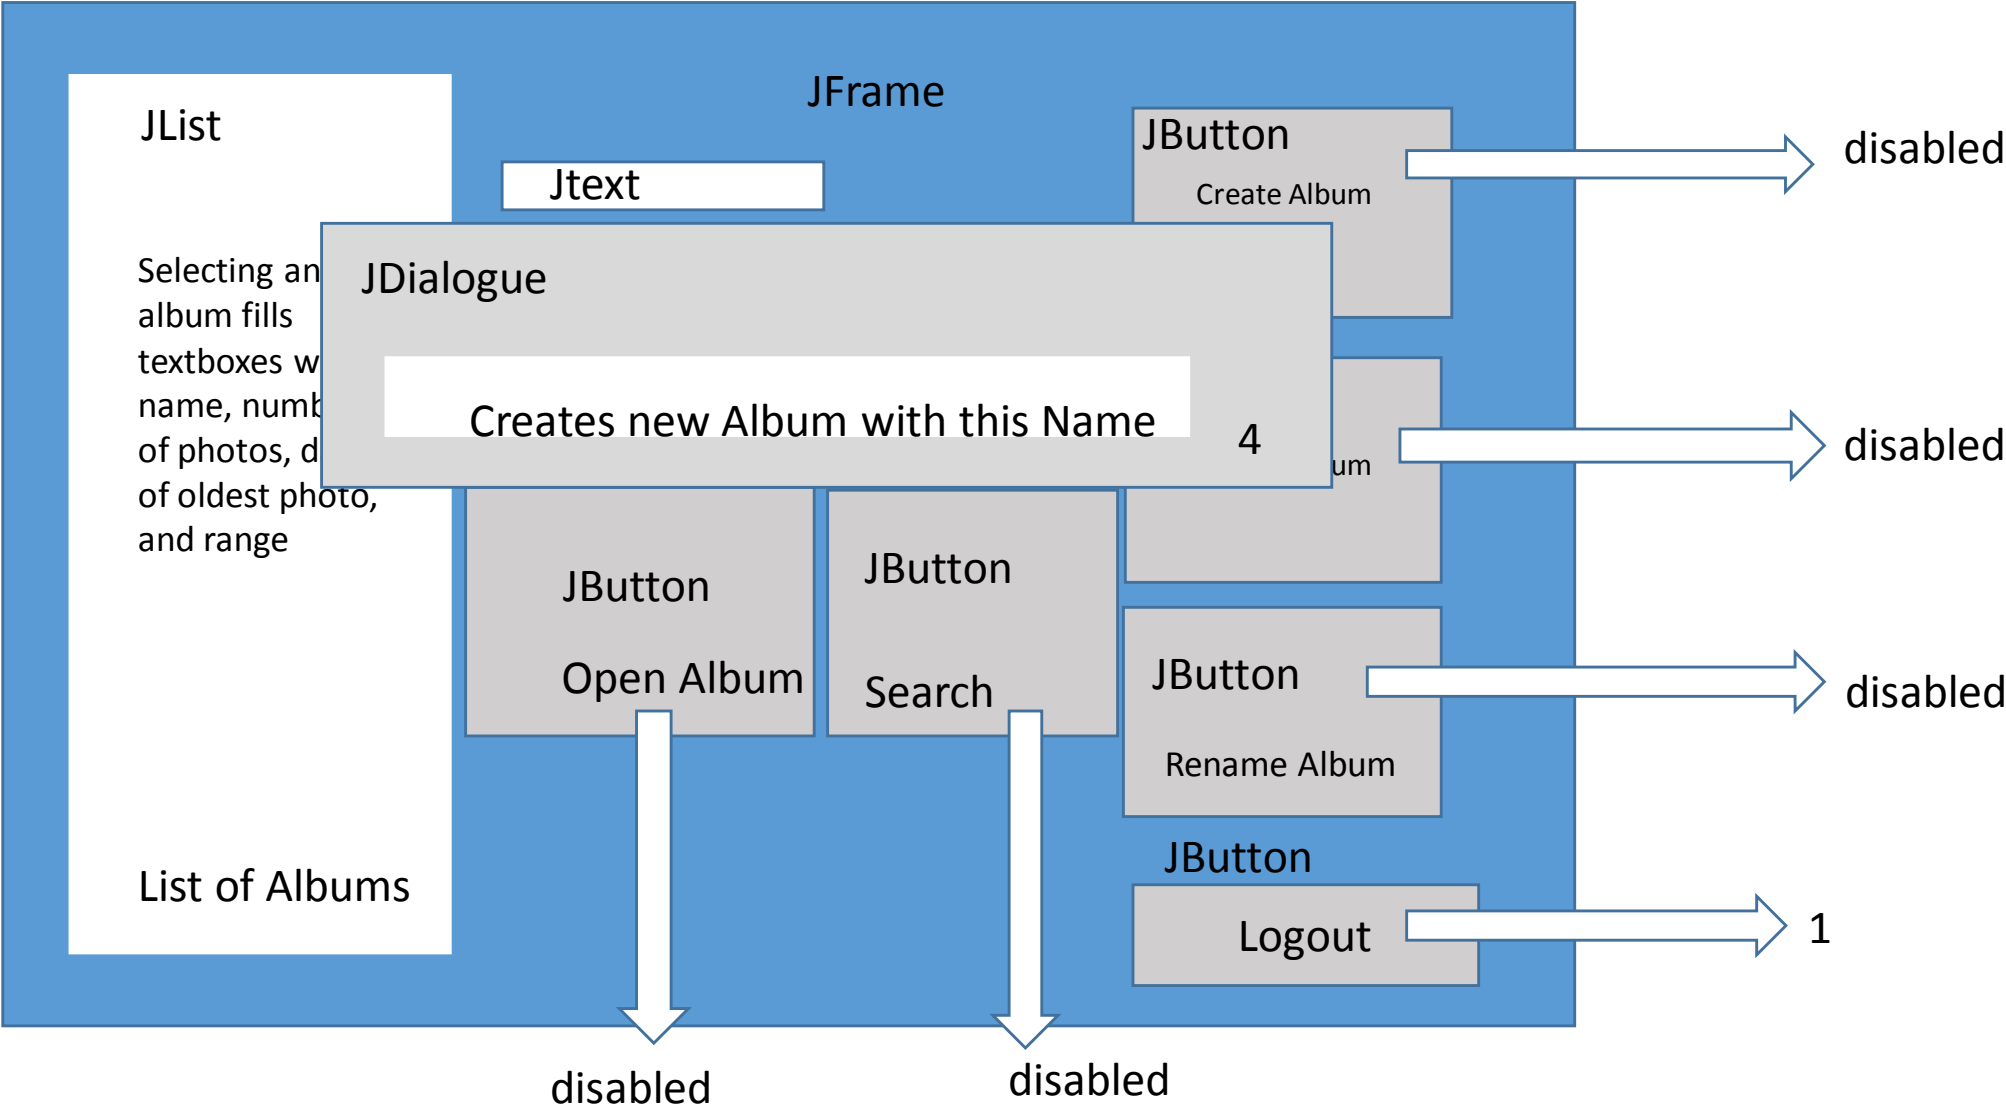 JFrame
JList
Jtext
JButton
Create Album
disabled
Selecting an
album fills
textboxes w
name, numb
of photos, d
of oldest photo,
and range
JDialogue
Creates new Album with this Name
4
um
disabled
JButton
Open Album
JButton
Search
JButton
Rename Album
disabled
List of Albums
JButton
Logout
1
disabled
disabled